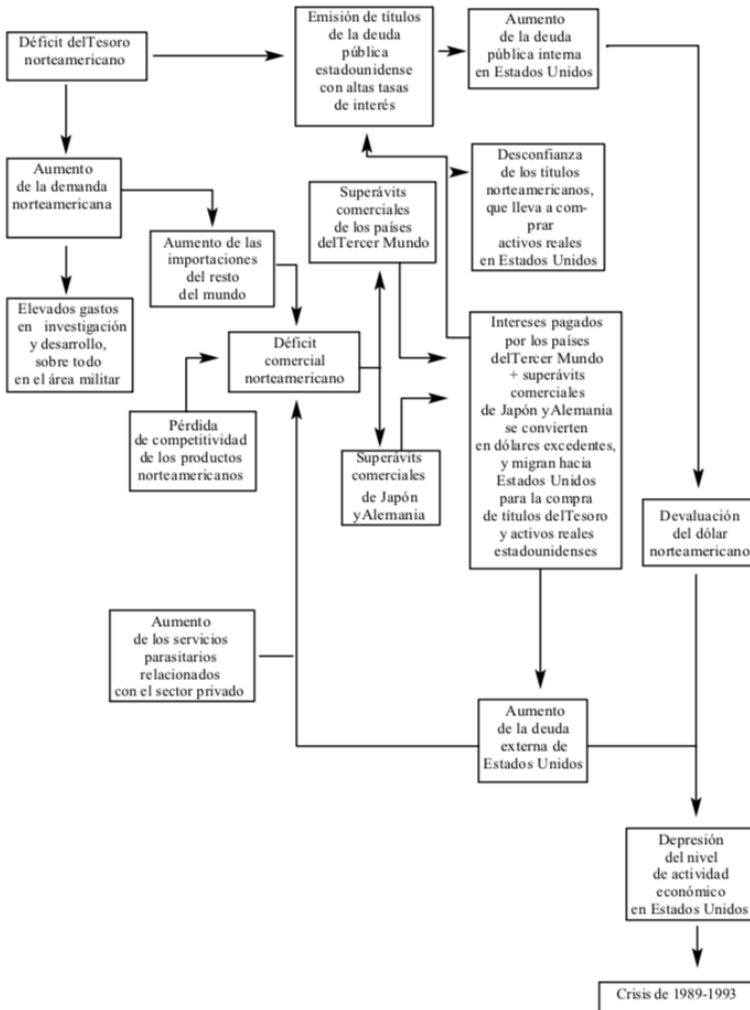 Déficit delTesoro
norteamericano
Emisión de títulos
de la deuda
pública
estadounidense
con altas tasas
de interés
Aumento
de la deuda
pública interna
en Estados Unidos
Aumento
de la demanda
norteamericana
Desconfianza
de los títulos
norteamericanos,
que lleva a com-
prar
activos reales
en Estados Unidos
Superávits
comerciales
de los países
delTercer Mundo
Aumento de las
importaciones
del resto
del mundo
Elevados gastos
en investigación
y desarrollo,
sobre todo
en el área militar
Déficit
comercial
norteamericano
Intereses pagados
por los países
delTercer Mundo
+ superávits
comerciales
de Japón yAlemania
se convierten
en dólares excedentes,
y migran hacia
Estados Unidos
para la compra
de títulos delTesoro
y activos reales
estadounidenses
Pérdida
de competitividad
de los productos
norteamericanos
Superávits
comerciales
de Japón
yAlemania
Devaluación
del dólar
norteamericano
Aumento
de los servicios
parasitarios
relacionados
con el sector privado
Aumento
de la deuda
externa de
Estados Unidos
Depresión
del nivel
de actividad
económico
en Estados Unidos
Crisis de 1989-1993